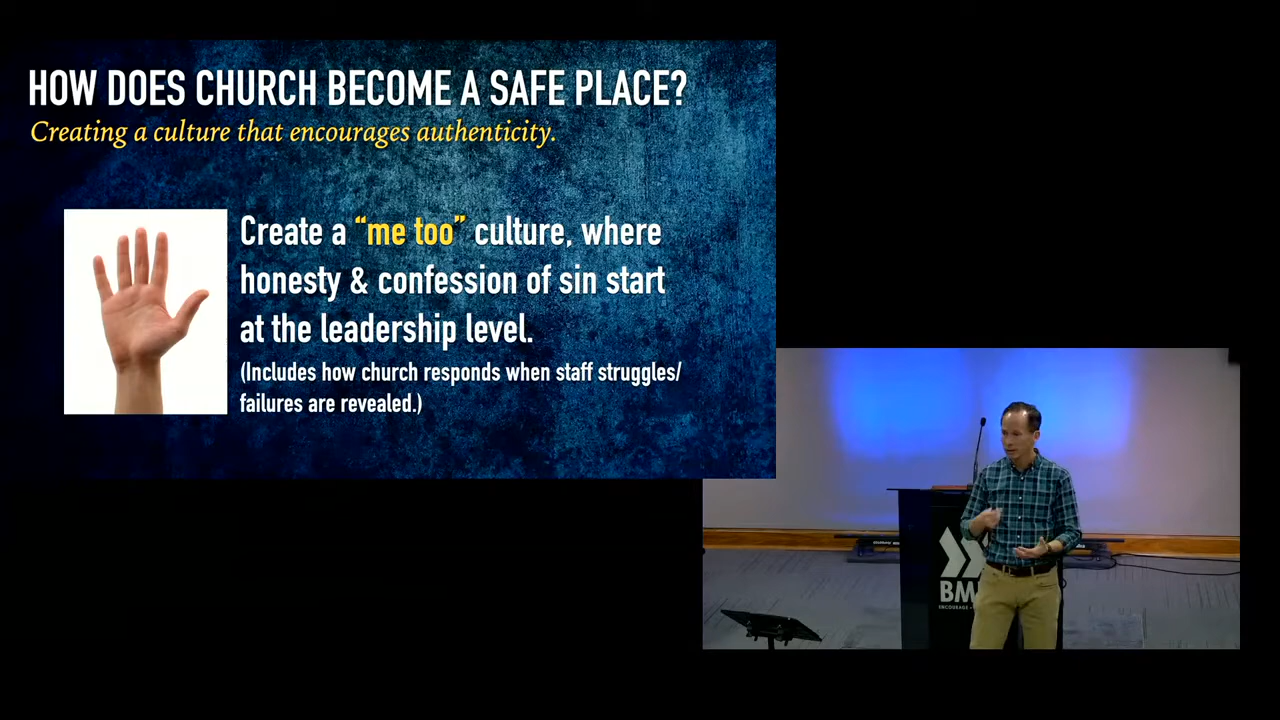 HOW DOES CHURCH BECOME A SAFE PLACE?
Creating a culture that encourages authenticity.
Create a “me too” culture, where
honesty & confession of sin start
at the leadership level.
(Includes how church responds when staff struggles/
failures are revealed.)
BM
ENCOURAGE